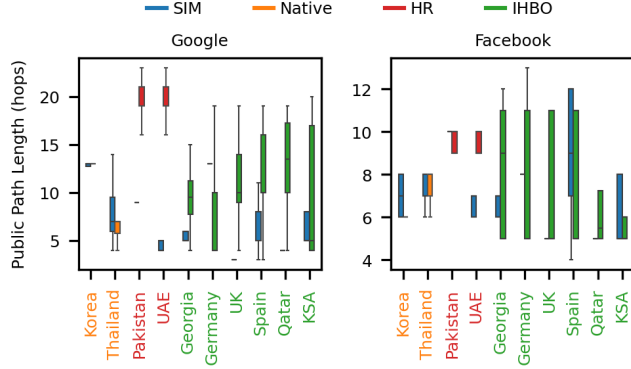 SIM Native HR IHBO
Google Facebook
Public Path Length (hops)
20
15
10
5
12
10
8
6
4
Korea
Thailand
Pakistan
UAE
Georgia
Germany
UK
Spain
Qatar
KSA
Korea
Thailand
Pakistan
UAE
Georgia
Germany
UK
Spain
Qatar
KSA